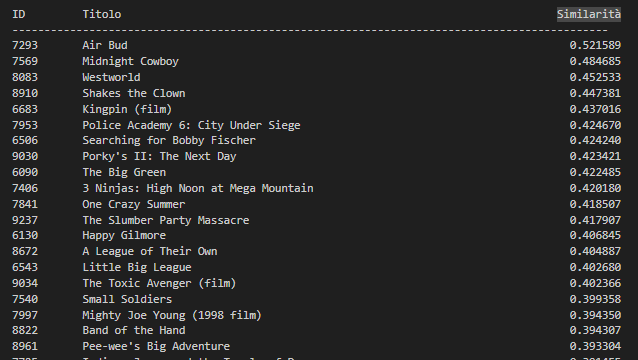 ID Titolo Similarità
--------------------------------------------------------------------------------------------
7293 Air Bud 0.521589
7569 Midnight Cowboy 0.484685
8083 Westworld 0.452533
8910 Shakes the Clown 0.447381
6683 Kingpin (film) 0.437016
7953 Police Academy 6: City Under Siege 0.424670
6506 Searching for Bobby Fischer 0.424240
9030 Porky's II: The Next Day 0.423421
6090 The Big Green 0.422485
7406 3 Ninjas: High Noon at Mega Mountain 0.420180
7841 One Crazy Summer 0.418507
9237 The Slumber Party Massacre 0.417907
6130 Happy Gilmore 0.406845
8672 A League of Their Own 0.404887
6543 Little Big League 0.402680
9034 The Toxic Avenger (film) 0.402366
7540 Small Soldiers 0.399358
7997 Mighty Joe Young (1998 film) 0.394350
8822 Band of the Hand 0.394307
8961 Pee-wee's Big Adventure 0.393304